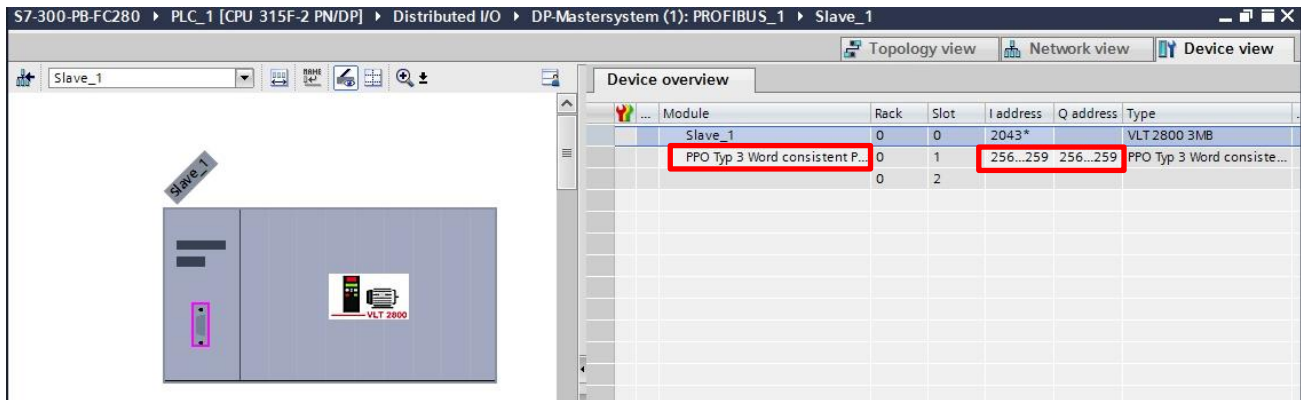 S7-300-PB-FC280 ▸ PLC_1 [CPU 315F-2 PN/DP] ▸ Distributed I/O ▸ DP-Mastersystem (1): PROFIBUS_1 ▸ Slave_1
Topology view Network view Device view
Slave_1
Device overview
... Module Rack Slot I address Q address Type
Slave_1 0 0 2043* VLT 2800 3MB
PPO Typ 3 Word consistent P... 0 1 256...259 256...259 PPO Typ 3 Word consiste...
0 2
Slave_1
VLT 2800